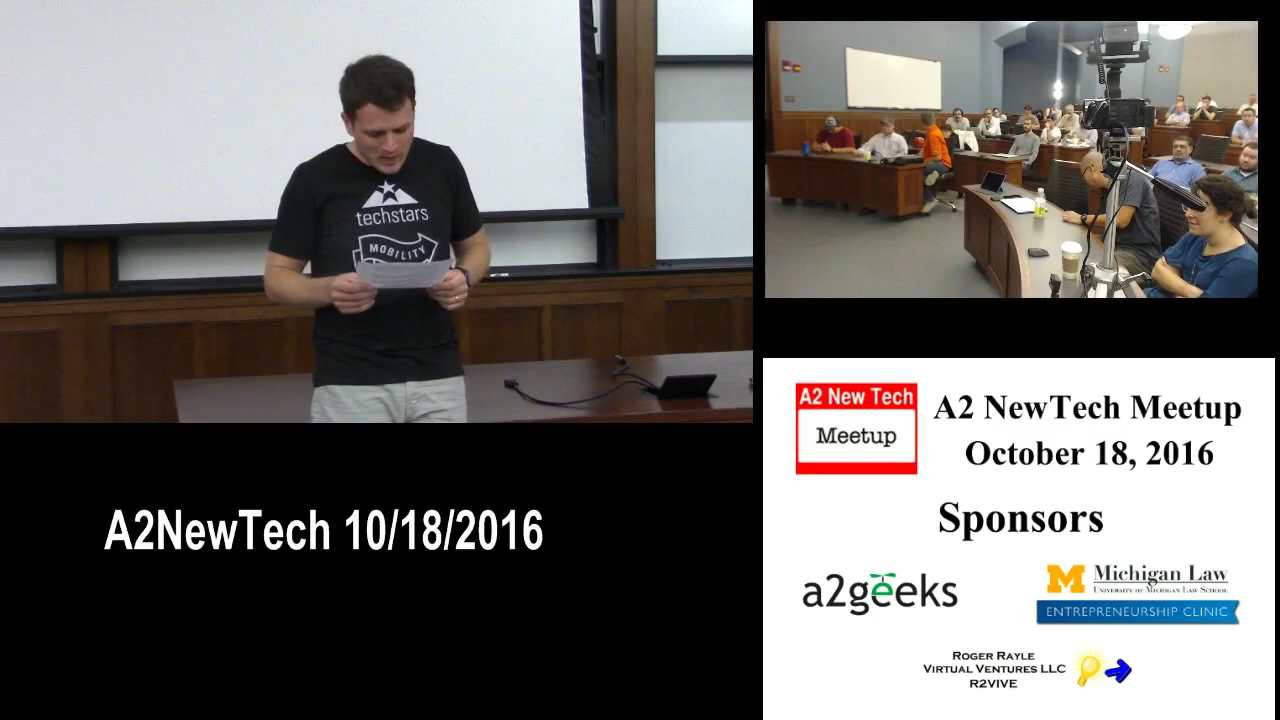 techstars
MOBILITY
A2NewTech 10/18/2016
A2 New Tech
Meetup
A2 NewTech Meetup
October 18, 2016
Sponsors
a2geeks
M
Michigan Law
University of Michigan Law School
Entrepreneurship Clinic
Roger Rayle
Virtual Ventures LLC
R2VIVE